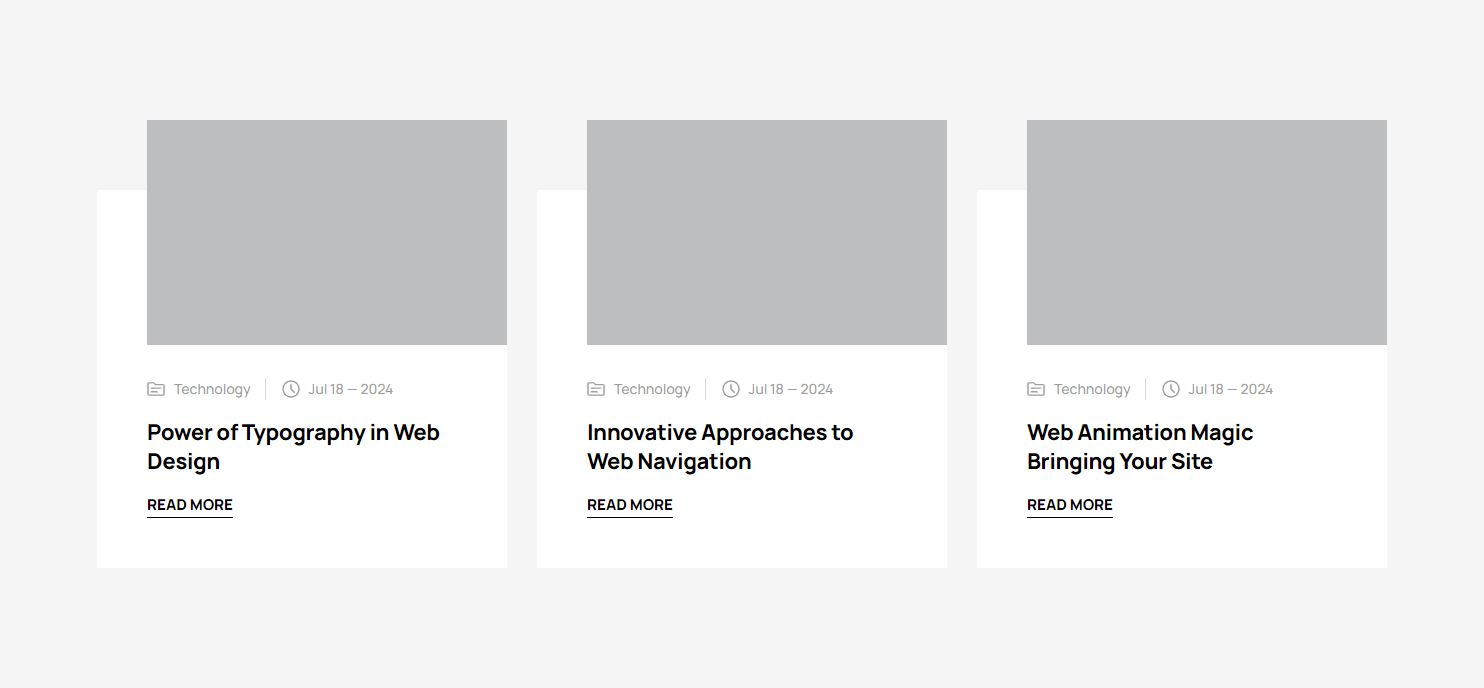 Technology
Jul 18 — 2024
Power of Typography in Web
Design
READ MORE
Technology
Jul 18 — 2024
Innovative Approaches to
Web Navigation
READ MORE
Technology
Jul 18 — 2024
Web Animation Magic
Bringing Your Site
READ MORE